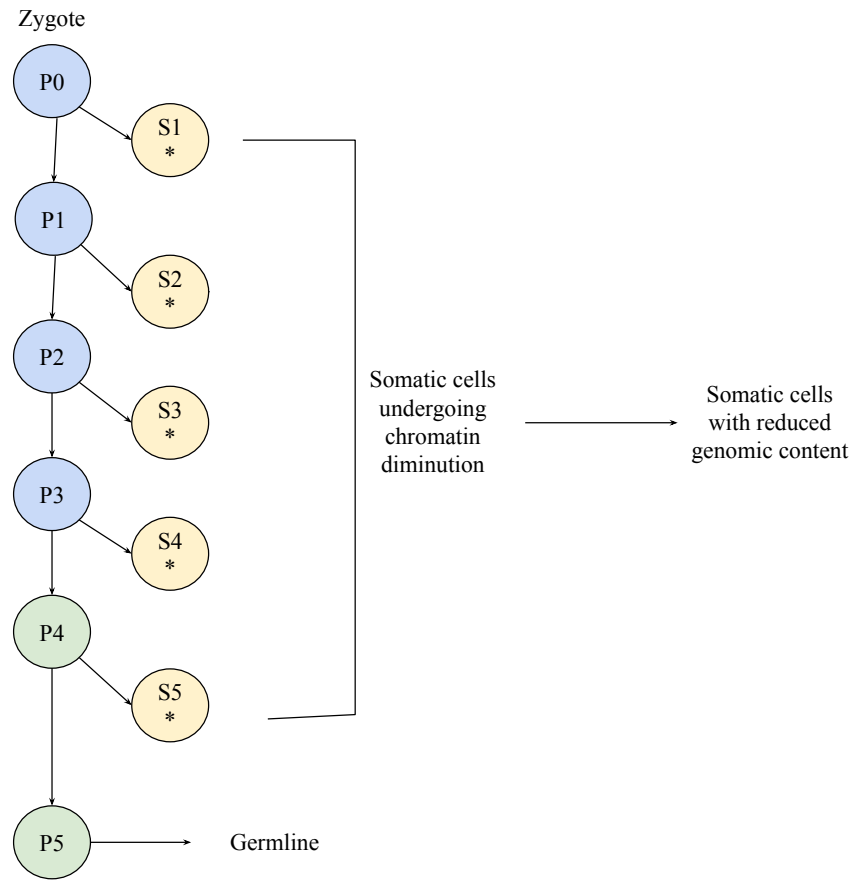 Zygote
P0
S1
*
P1
S2
*
P2
S3
*
P3
S4
*
P4
S5
*
P5
Germline
Somatic cells
undergoing
chromatin
diminution
Somatic cells
with reduced
genomic content